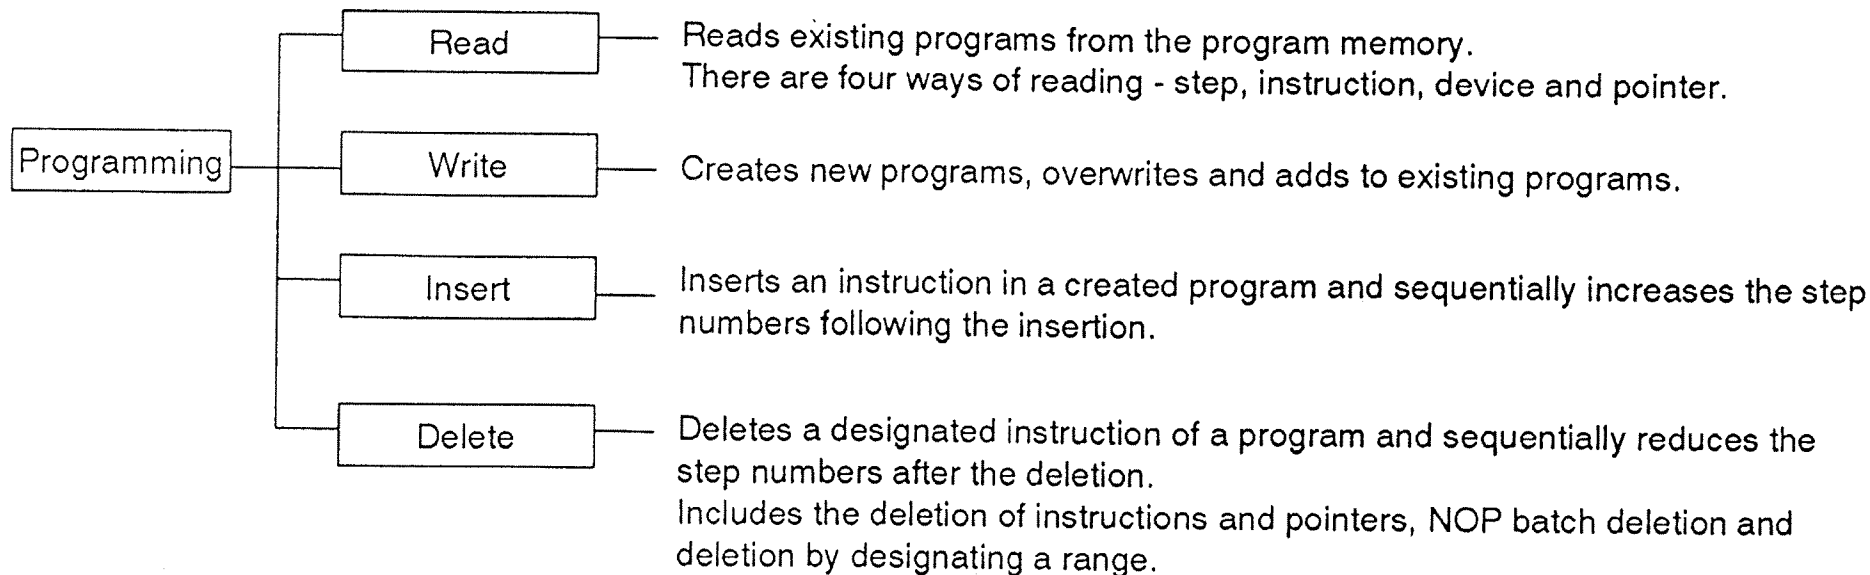 Read
Reads existing programs from the program memory.
There are four ways of reading - step, instruction, device and pointer.
Programming
Write
Creates new programs, overwrites and adds to existing programs.
Insert
Inserts an instruction in a created program and sequentially increases the step
numbers following the insertion.
Delete
Deletes a designated instruction of a program and sequentially reduces the
step numbers after the deletion.
Includes the deletion of instructions and pointers, NOP batch deletion and
deletion by designating a range.